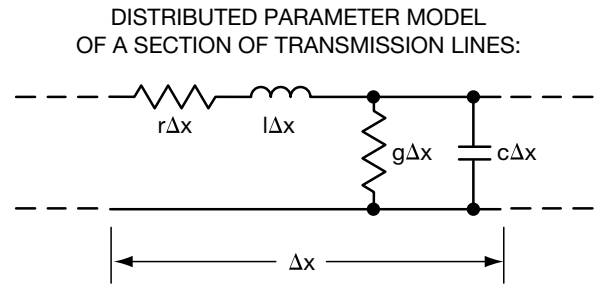 DISTRIBUTED PARAMETER MODEL
OF A SECTION OF TRANSMISSION LINES:
rΔx
lΔx
gΔx
cΔx
Δx